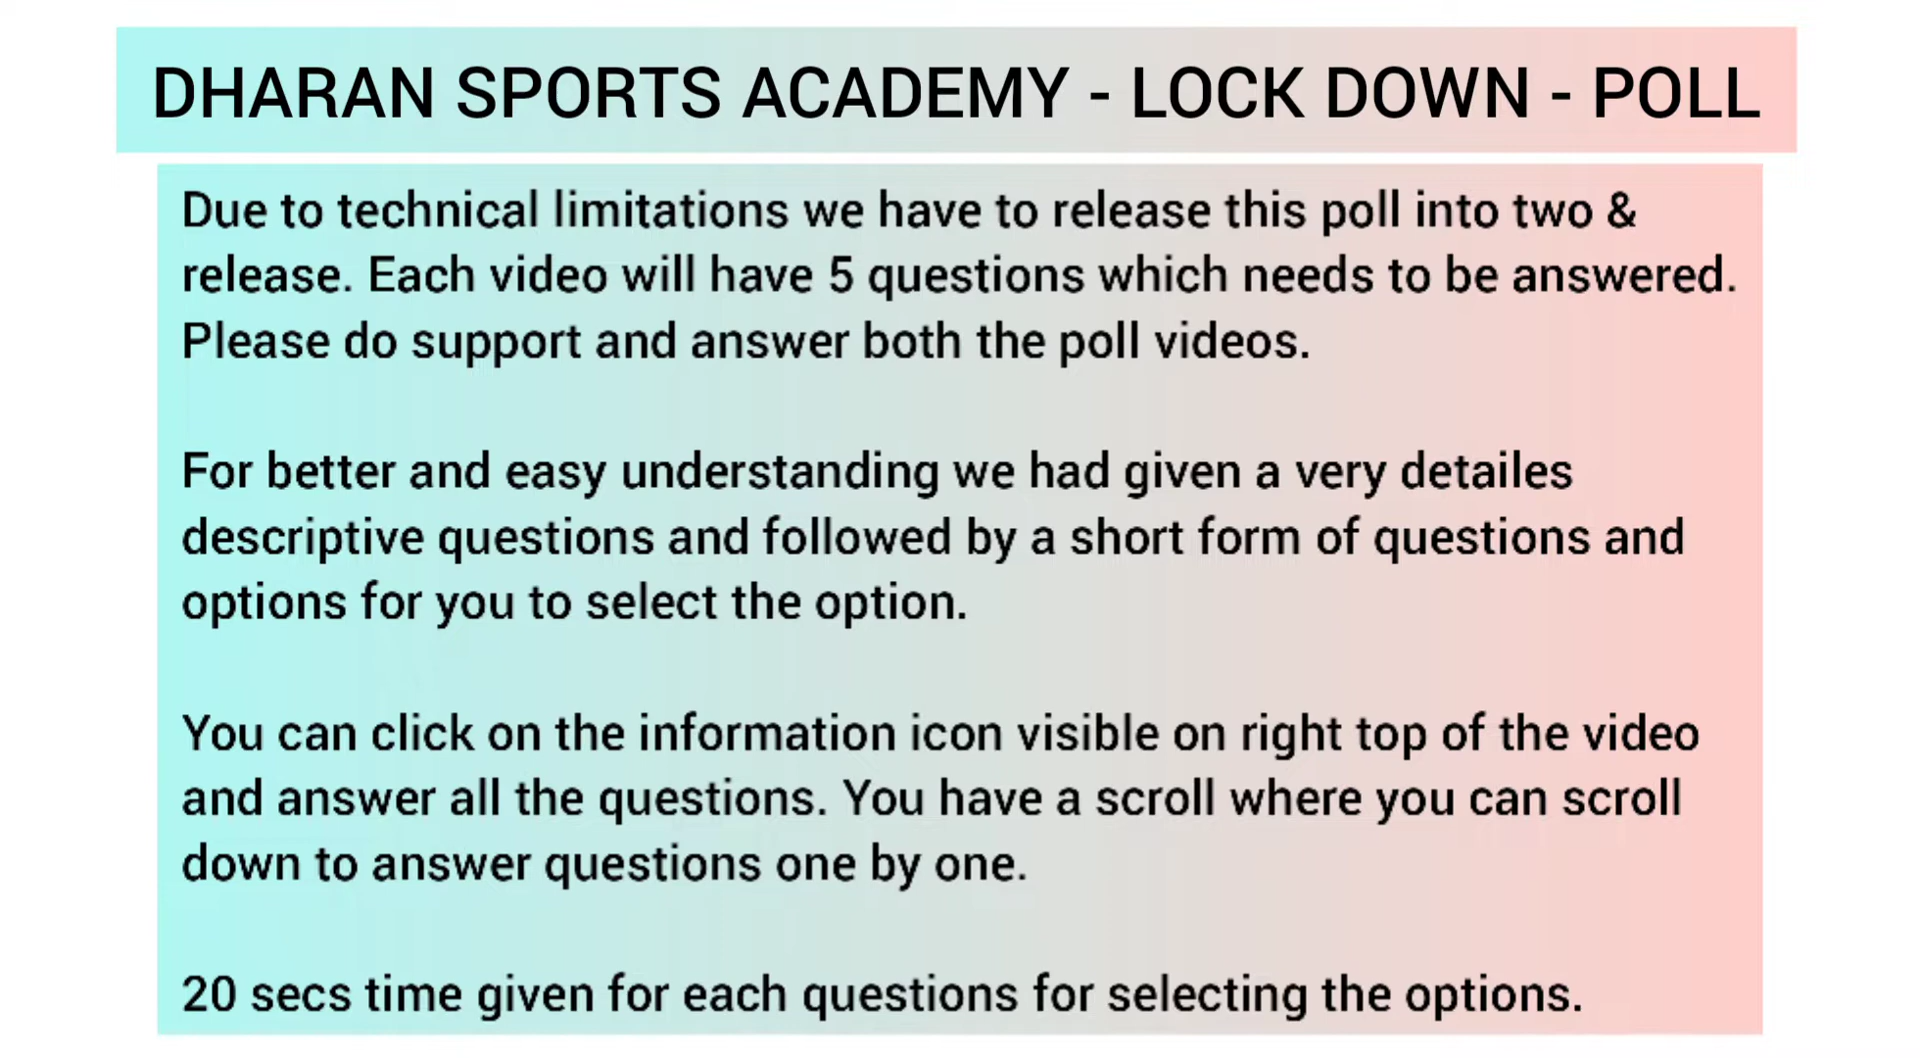 DHARAN SPORTS ACADEMY - LOCK DOWN - POLL
Due to technical limitations we have to release this poll into two &
release. Each video will have 5 questions which needs to be answered.
Please do support and answer both the poll videos.
For better and easy understanding we had given a very detailes
descriptive questions and followed by a short form of questions and
options for you to select the option.
You can click on the information icon visible on right top of the video
and answer all the questions. You have a scroll where you can scroll
down to answer questions one by one.
20 secs time given for each questions for selecting the options.